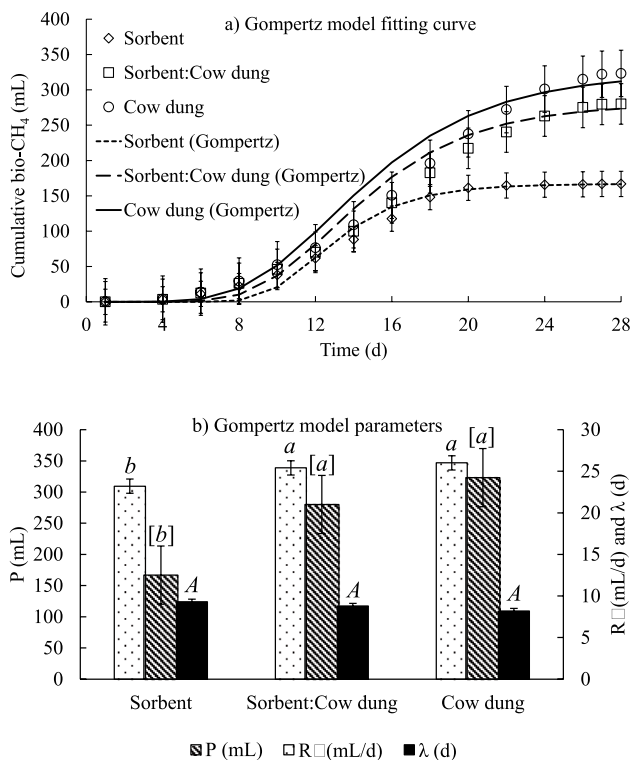 a) Gompertz model fitting curve
Cumulative bio-CH4 (mL)
400
350
300
250
200
150
100
50
0
Sorbent
Sorbent:Cow dung
Cow dung
Sorbent (Gompertz)
Sorbent:Cow dung (Gompertz)
Cow dung (Gompertz)
0 4 8 12 16 20 24 28
Time (d)
b) Gompertz model parameters
P (mL)
400
350
300
250
200
150
100
50
0
b [b] A
a [a] A
a [a] A
30
25
20
15
10
5
0
R□(mL/d) and λ (d)
Sorbent Sorbent:Cow dung Cow dung
P (mL) R□(mL/d) λ (d)